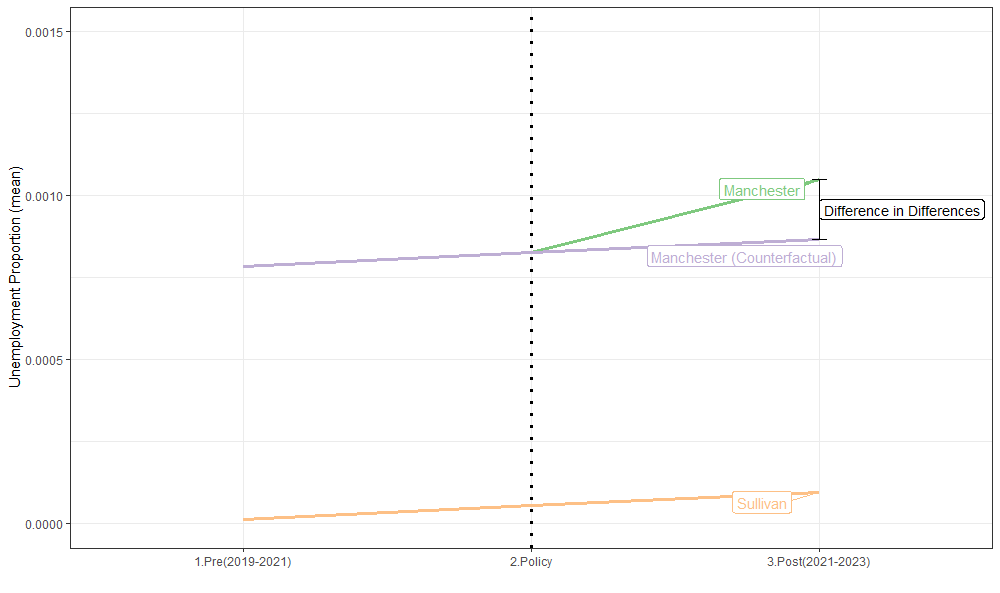 0.0015
Manchester
0.0010
Difference in Differences
Manchester (Counterfactual)
Unemployment Proportion (mean)
0.0005
Sullivan
0.0000
1.Pre(2019-2021)
2.Policy
3.Post(2021-2023)